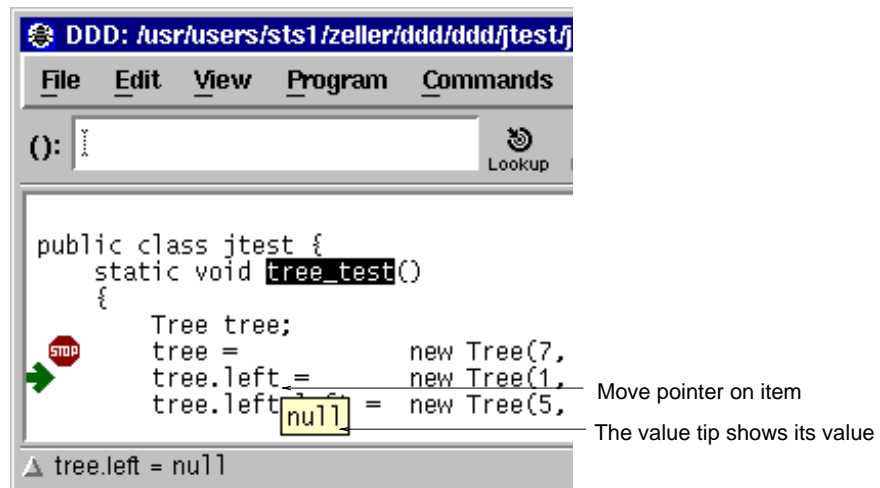 DDD: /usr/users/sts1/zeller/ddd/ddd/jtest/j
File Edit View Program Commands
():
Lookup
public class jtest {
static void tree_test()
{
Tree tree;
STOP tree = new Tree(7,
tree.left = new Tree(1,
tree.left = new Tree(5,
null
Move pointer on item
The value tip shows its value
tree.left = null